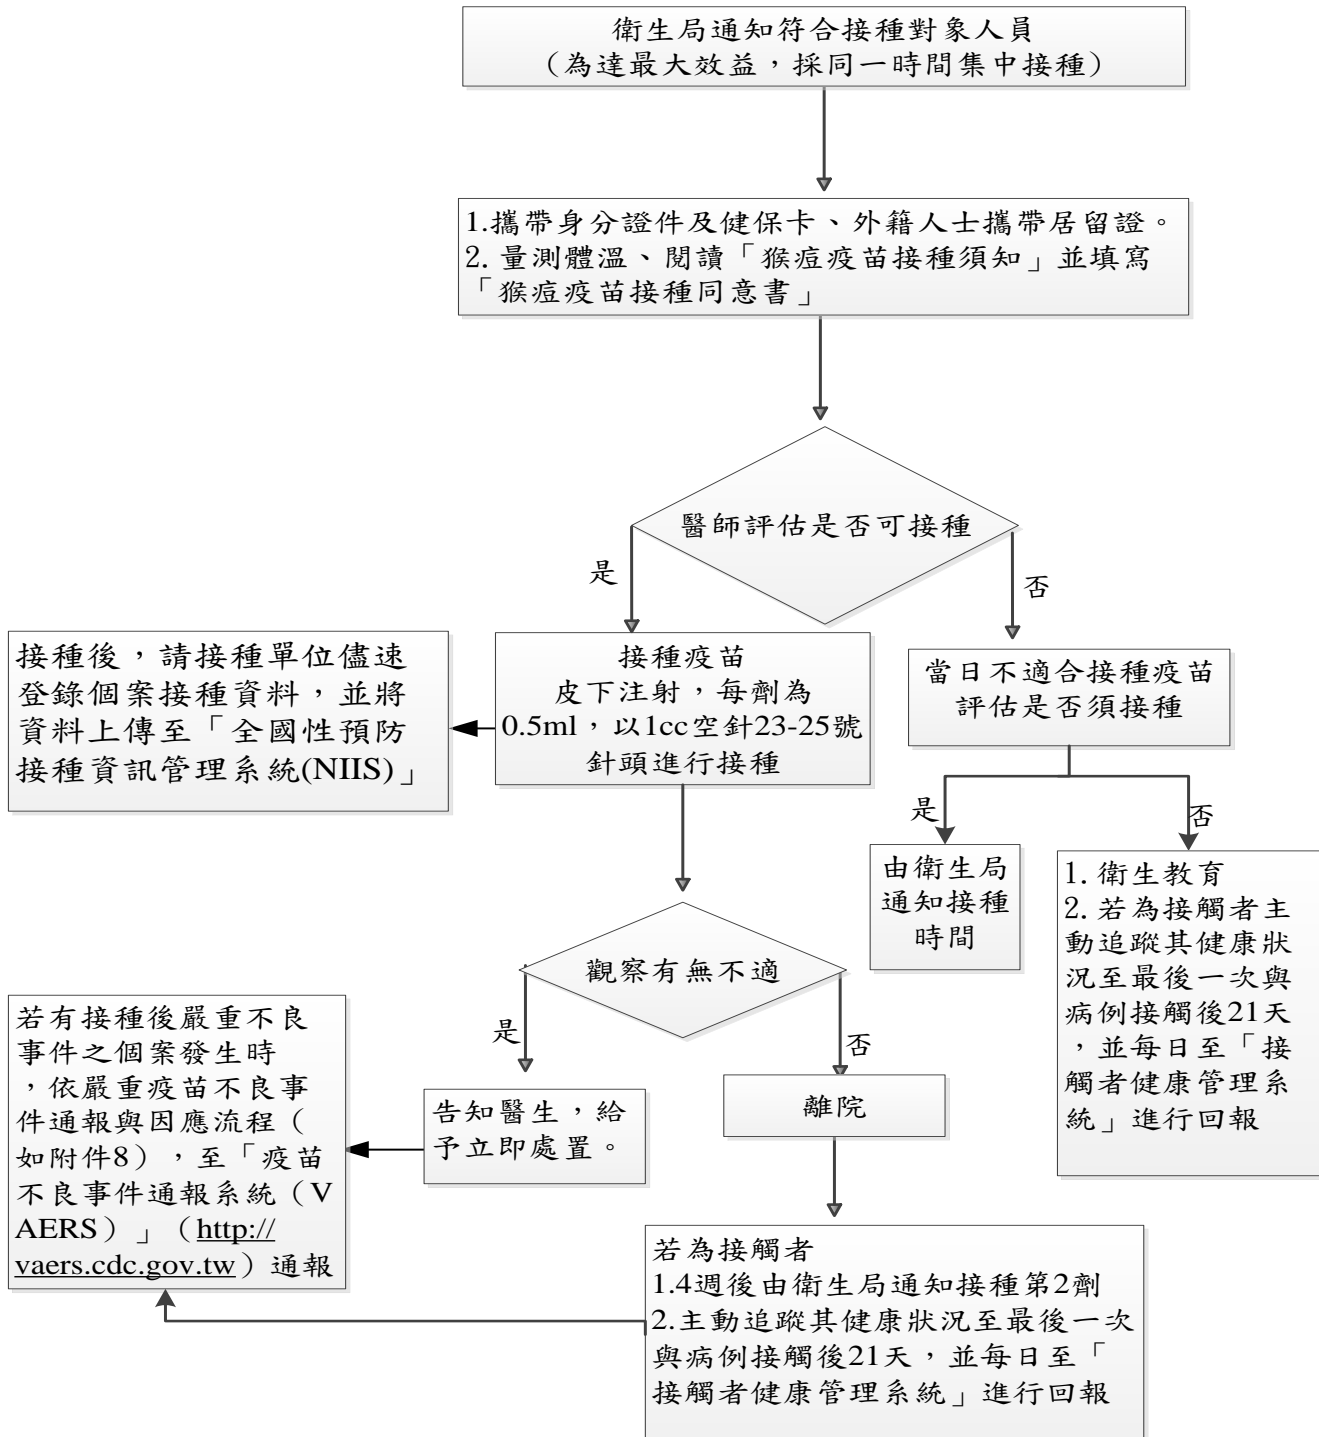 衛生局通知符合接種對象人員
（為達最大效益，採同一時間集中接種）
1.攜帶身分證件及健保卡、外籍人士攜帶居留證。
2. 量測體溫、閱讀「猴痘疫苗接種須知」並填寫
「猴痘疫苗接種同意書」
醫師評估是否可接種
是
否
接種後，請接種單位儘速
登錄個案接種資料，並將
資料上傳至「全國性預防
接種資訊管理系統(NIIS)」
接種疫苗
皮下注射，每劑為
0.5ml，以1cc空針23-25號
針頭進行接種
當日不適合接種疫苗
評估是否須接種
是
否
由衛生局
通知接種
時間
1. 衛生教育
2. 若為接觸者主
動追蹤其健康狀
況至最後一次與
病例接觸後21天
，並每日至「接
觸者健康管理系
統」進行回報
觀察有無不適
是
否
若有接種後嚴重不良
事件之個案發生時
，依嚴重疫苗不良事
件通報與因應流程（
如附件8），至「疫苗
不良事件通報系統（V
AERS）」（http://
vaers.cdc.gov.tw）通報
告知醫生，給
予立即處置。
離院
若為接觸者
1.4週後由衛生局通知接種第2劑
2.主動追蹤其健康狀況至最後一次
與病例接觸後21天，並每日至「
接觸者健康管理系統」進行回報